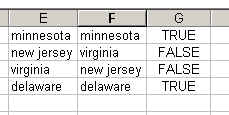 E F G
minnesota minnesota TRUE
new jersey virginia FALSE
virginia new jersey FALSE
delaware delaware TRUE